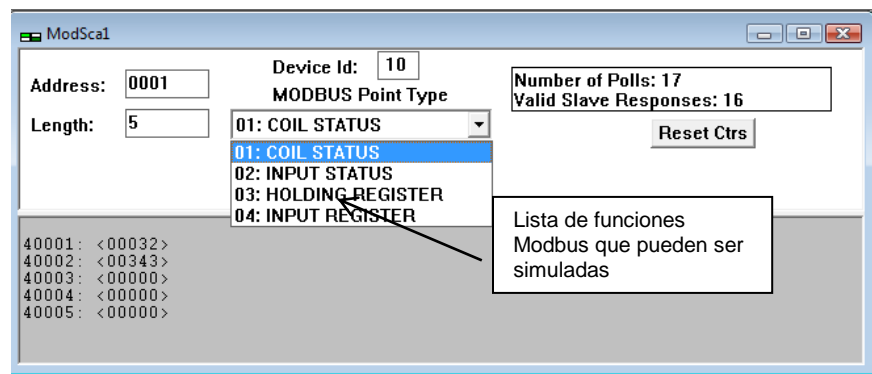 ModSca1
Address: 0001
Device Id: 10
MODBUS Point Type
Length: 5
01: COIL STATUS
01: COIL STATUS
02: INPUT STATUS
03: HOLDING REGISTER
04: INPUT REGISTER
Number of Polls: 17
Valid Slave Responses: 16
Reset Ctrs
Lista de funciones
Modbus que pueden ser
simuladas
40001: <00032>
40002: <00343>
40003: <00000>
40004: <00000>
40005: <00000>